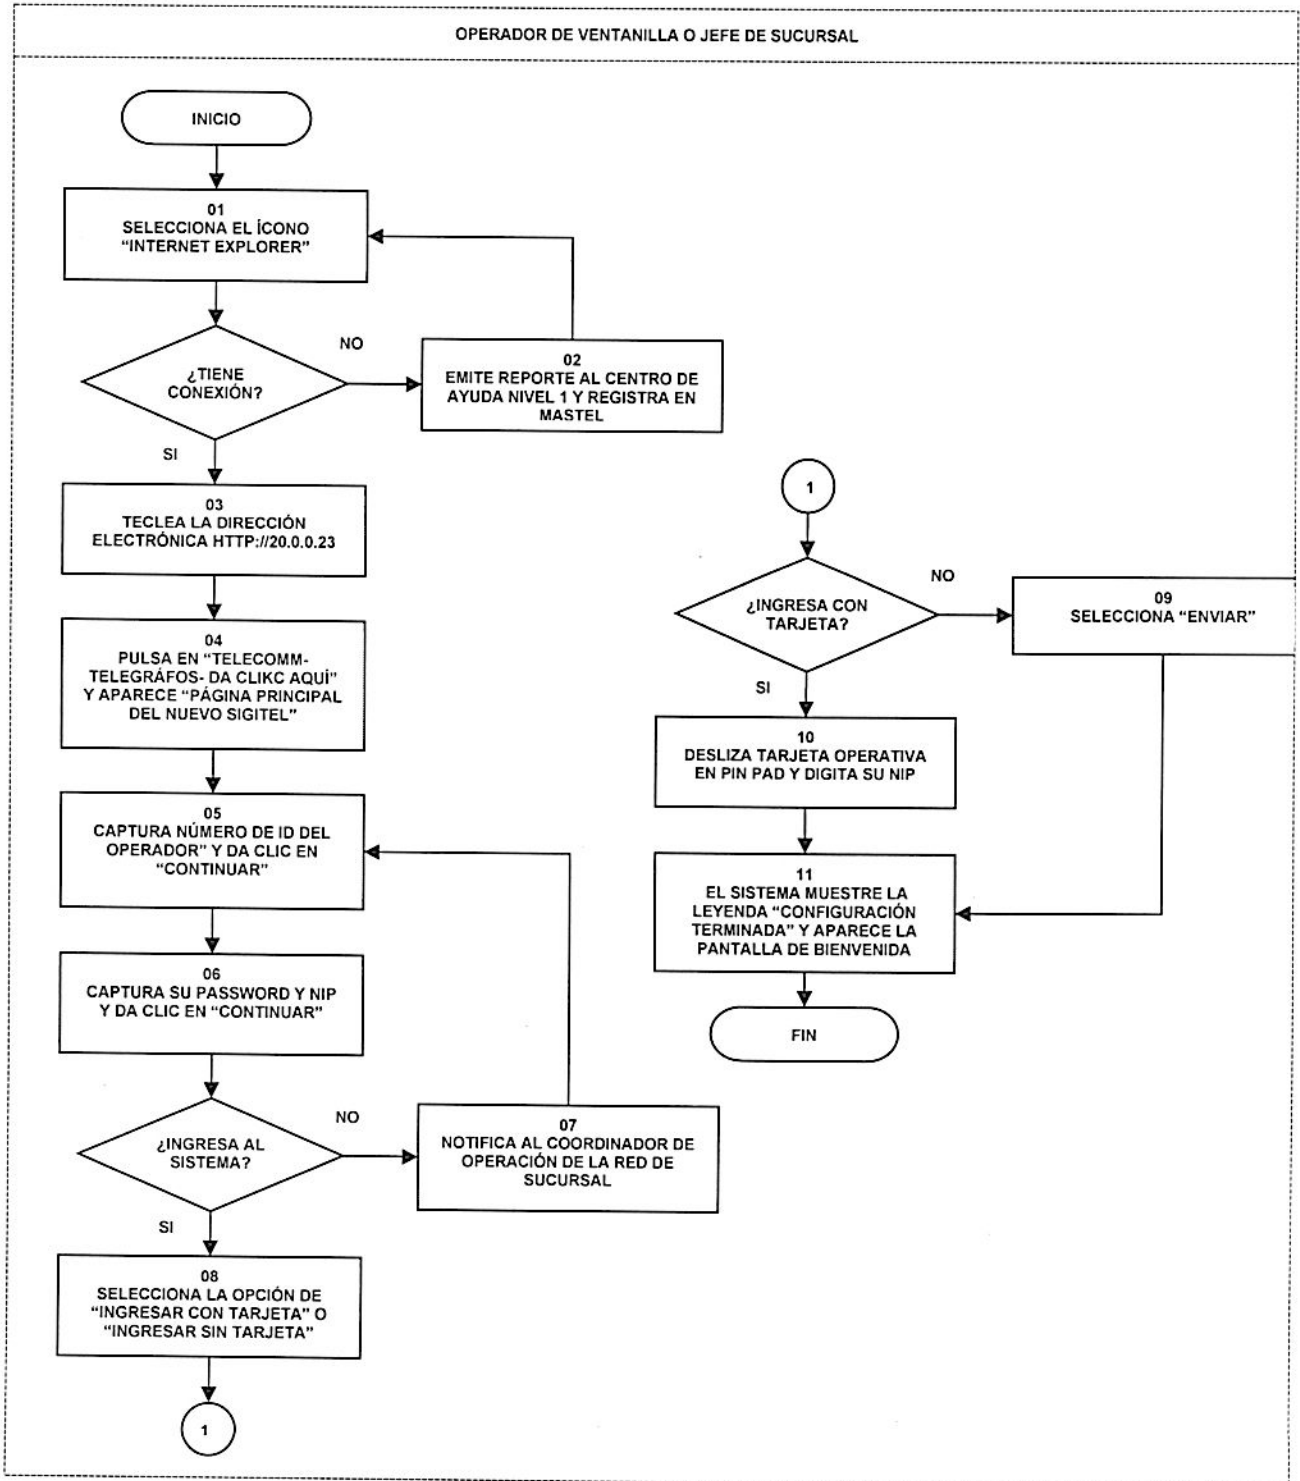 OPERADOR DE VENTANILLA O JEFE DE SUCURSAL
INICIO
01
SELECCIONA EL ÍCONO
“INTERNET EXPLORER”
¿TIENE
CONEXIÓN?
NO
02
EMITE REPORTE AL CENTRO DE
AYUDA NIVEL 1 Y REGISTRA EN
MASTEL
SI
03
TECLEA LA DIRECCIÓN
ELECTRÓNICA HTTP://20.0.0.23
04
PULSA EN “TELECOMM-
TELEGRÁFOS- DA CLIKC AQUÍ”
Y APARECE “PÁGINA PRINCIPAL
DEL NUEVO SIGITEL”
05
CAPTURA NÚMERO DE ID DEL
OPERADOR” Y DA CLIC EN
“CONTINUAR”
06
CAPTURA SU PASSWORD Y NIP
Y DA CLIC EN “CONTINUAR”
¿INGRESA AL
SISTEMA?
NO
07
NOTIFICA AL COORDINADOR DE
OPERACIÓN DE LA RED DE
SUCURSAL
SI
08
SELECCIONA LA OPCIÓN DE
“INGRESAR CON TARJETA” O
“INGRESAR SIN TARJETA”
1
1
¿INGRESA CON
TARJETA?
NO
09
SELECCIONA “ENVIAR”
SI
10
DESLIZA TARJETA OPERATIVA
EN PIN PAD Y DIGITA SU NIP
11
EL SISTEMA MUESTRE LA
LEYENDA “CONFIGURACIÓN
TERMINADA” Y APARECE LA
PANTALLA DE BIENVENIDA
FIN